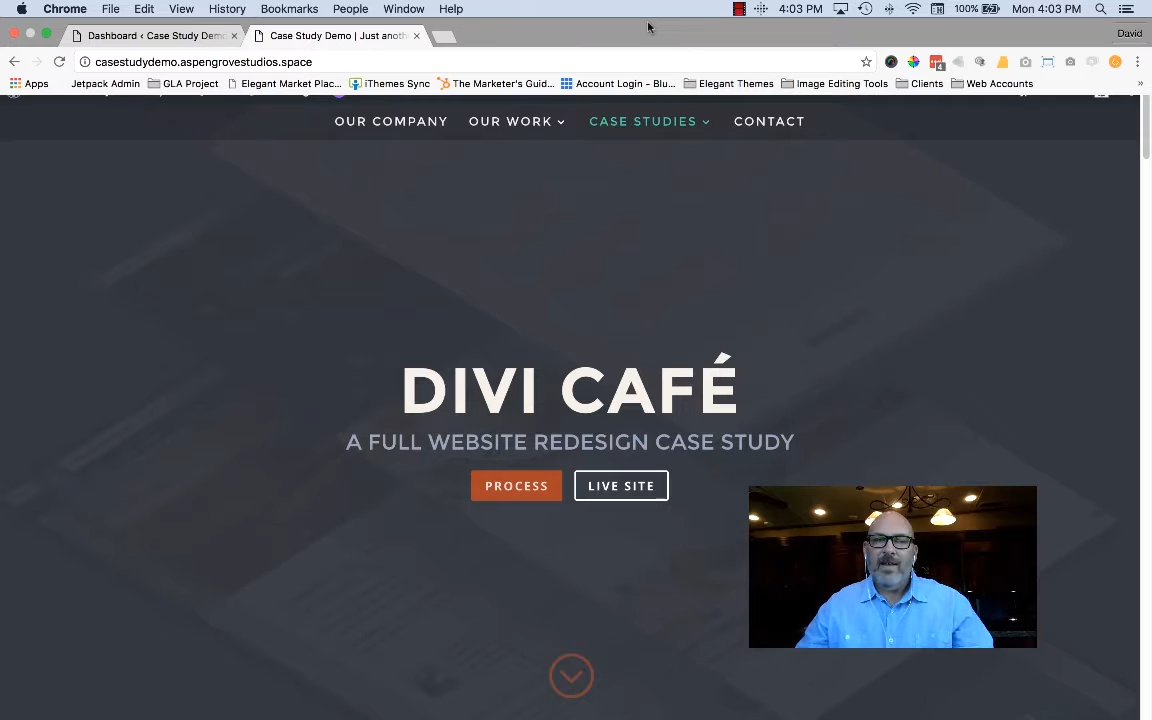 Chrome File Edit View History Bookmarks People Window Help 4:03 PM 100% Mon 4:03 PM
Dashboard ‹ Case Study Demo Case Study Demo | Just anoth David
casestudydemo.aspengrovestudios.space 4
Apps Jetpack Admin GLA Project Elegant Market Plac... iThemes Sync The Marketer's Guid... Account Login - Blu... Elegant Themes Image Editing Tools Clients Web Accounts »
OUR COMPANY OUR WORK CASE STUDIES CONTACT
DIVI CAFÉ
A FULL WEBSITE REDESIGN CASE STUDY
PROCESS LIVE SITE